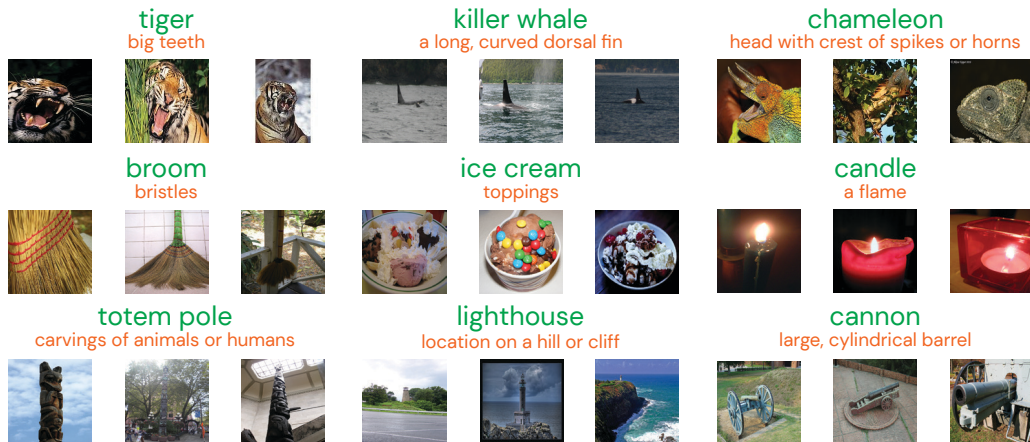 tiger
big teeth
killer whale
a long, curved dorsal fin
chameleon
head with crest of spikes or horns
broom
bristles
ice cream
toppings
candle
a flame
totem pole
carvings of animals or humans
lighthouse
location on a hill or cliff
cannon
large, cylindrical barrel